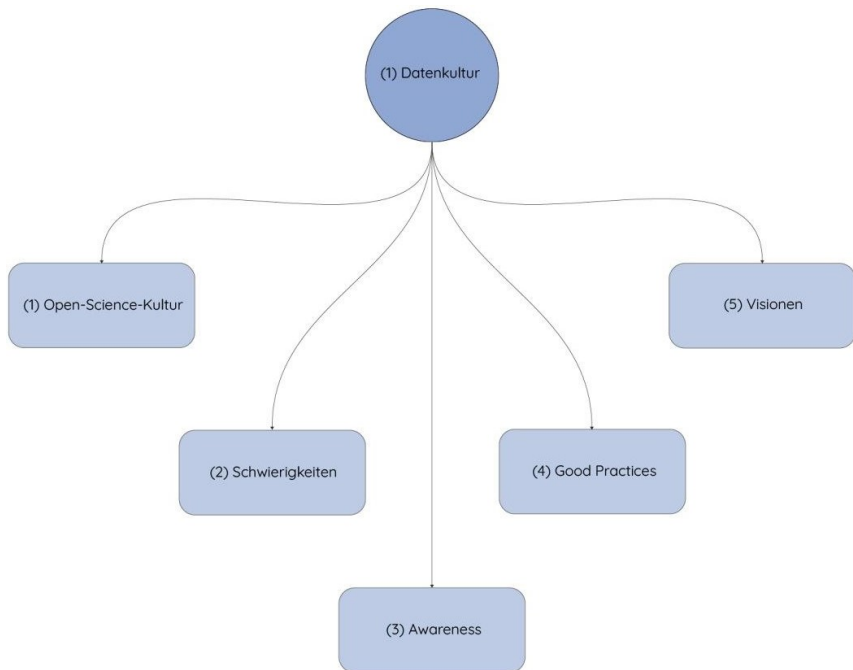 (1) Datenkultur
(1) Open-Science-Kultur
(5) Visionen
(2) Schwierigkeiten
(4) Good Practices
(3) Awareness